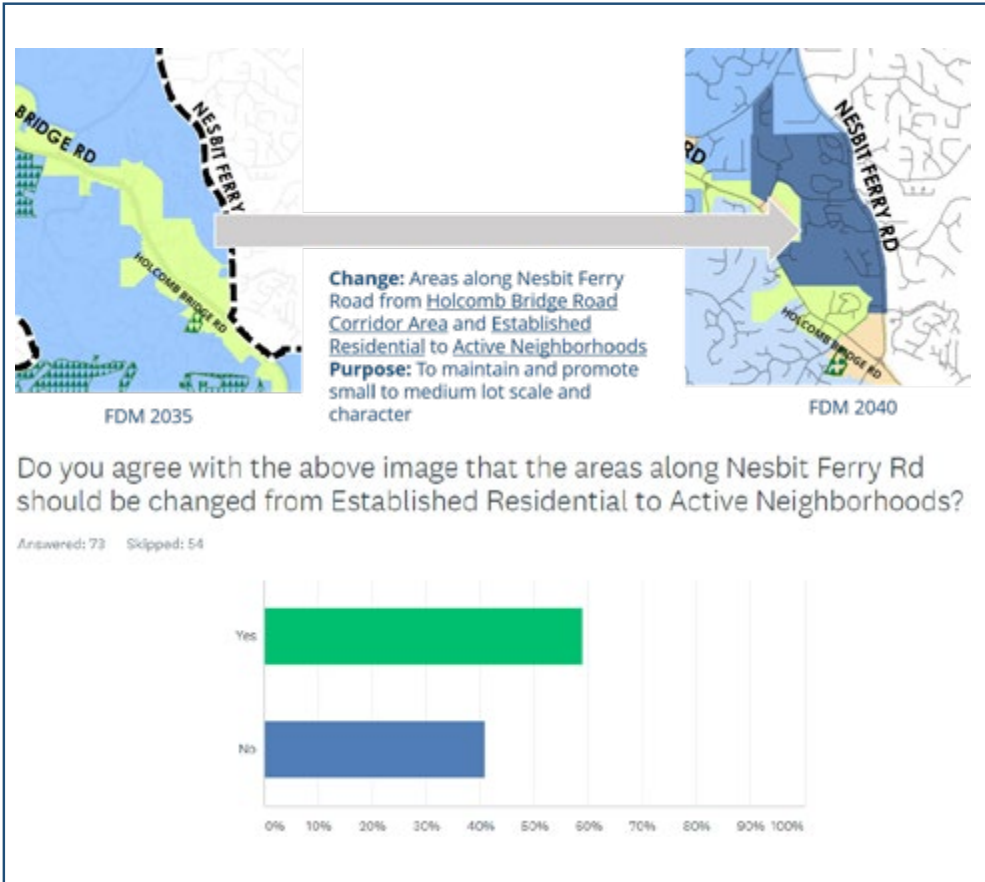 BRIDGE RD
NESBIT FERRY
HOLCOMB BRIDGE RD
FDM 2035
Change: Areas along Nesbit Ferry
Road from Holcomb Bridge Road
Corridor Area and Established
Residential to Active Neighborhoods
Purpose: To maintain and promote
small to medium lot scale and
character
RD
NESBIT FERRY RD
HOLCOMB BRIDGE RD
FDM 2040
Do you agree with the above image that the areas along Nesbit Ferry Rd
should be changed from Established Residential to Active Neighborhoods?
Answered: 73 Skipped: 54
Yes
No
0% 10% 20% 30% 40% 50% 60% 70% 80% 90% 100%